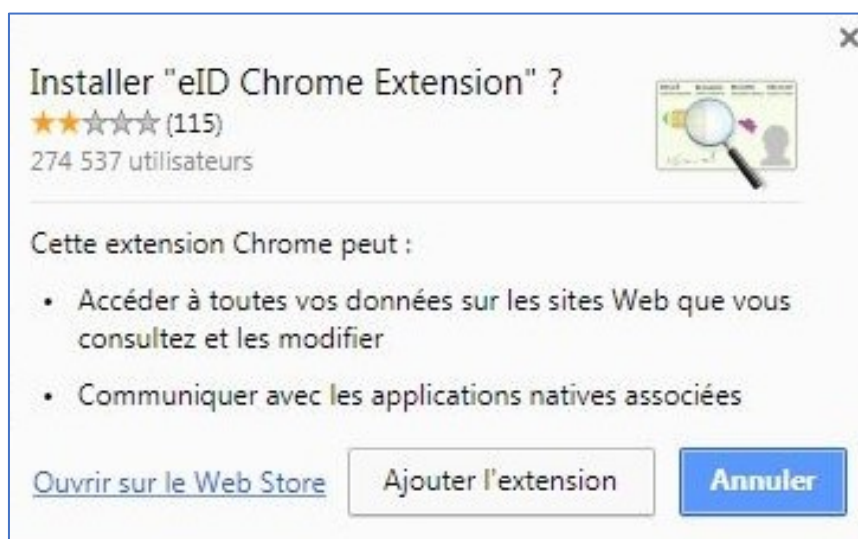 Installer "eID Chrome Extension" ?
(115)
274 537 utilisateurs
Cette extension Chrome peut :
• Accéder à toutes vos données sur les sites Web que vous
consultez et les modifier
• Communiquer avec les applications natives associées
Ouvrir sur le Web Store
Ajouter l'extension
Annuler